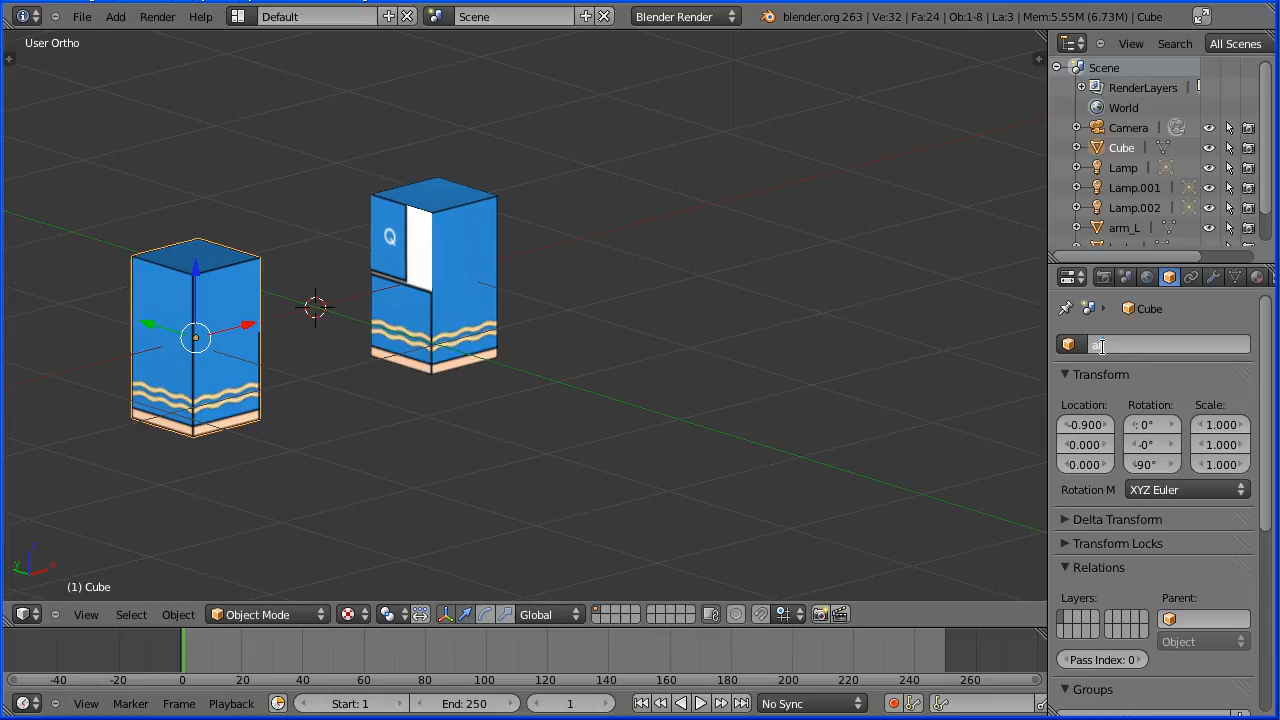 File Add Render Help Default Scene Blender Render blender.org 263 | Ve:32 | Fa:24 | Ob:1-8 | La:3 | Mem:5.55M (6.73M) | Cube
User Ortho
View Search All Scenes
Scene
RenderLayers
World
Camera
Cube
Lamp
Lamp.001
Lamp.002
arm_L
Q
Cube
Transform
Location: Rotation: Scale:
-0.900 0° 1.000
0.000 -0° 1.000
0.000 90° 1.000
Rotation M XYZ Euler
Delta Transform
Transform Locks
Relations
Layers: Parent:
Object
Pass Index: 0
Groups
z
y x
(1) Cube
View Select Object Object Mode Global
-40 -20 0 20 40 60 80 100 120 140 160 180 200 220 240 260
View Marker Frame Playback Start: 1 End: 250 1 No Sync